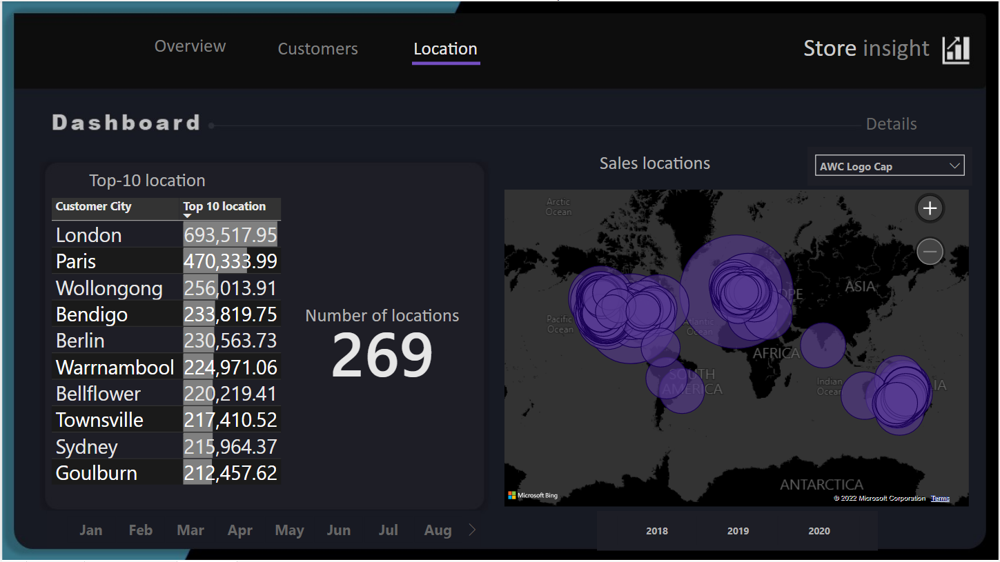 Overview
Customers
Location
Store insight
Dashboard
Details
Top-10 location
Customer City Top 10 location
London 693,517.95
Paris 470,333.99
Wollongong 256,013.91
Bendigo 233,819.75
Berlin 230,563.73
Warrnambool 224,971.06
Bellflower 220,219.41
Townsville 217,410.52
Sydney 215,964.37
Goulburn 212,457.62
Number of locations
269
Sales locations
AWC Logo Cap
Arctic
Ocean
ASIA
Pacific
Ocean
Atlantic
Ocean
AFRICA
SOUTH
AMERICA
Indian
Ocean
ANTARCTICA
Microsoft Bing
© 2022 Microsoft Corporation Terms
Jan Feb Mar Apr May Jun Jul Aug
2018 2019 2020